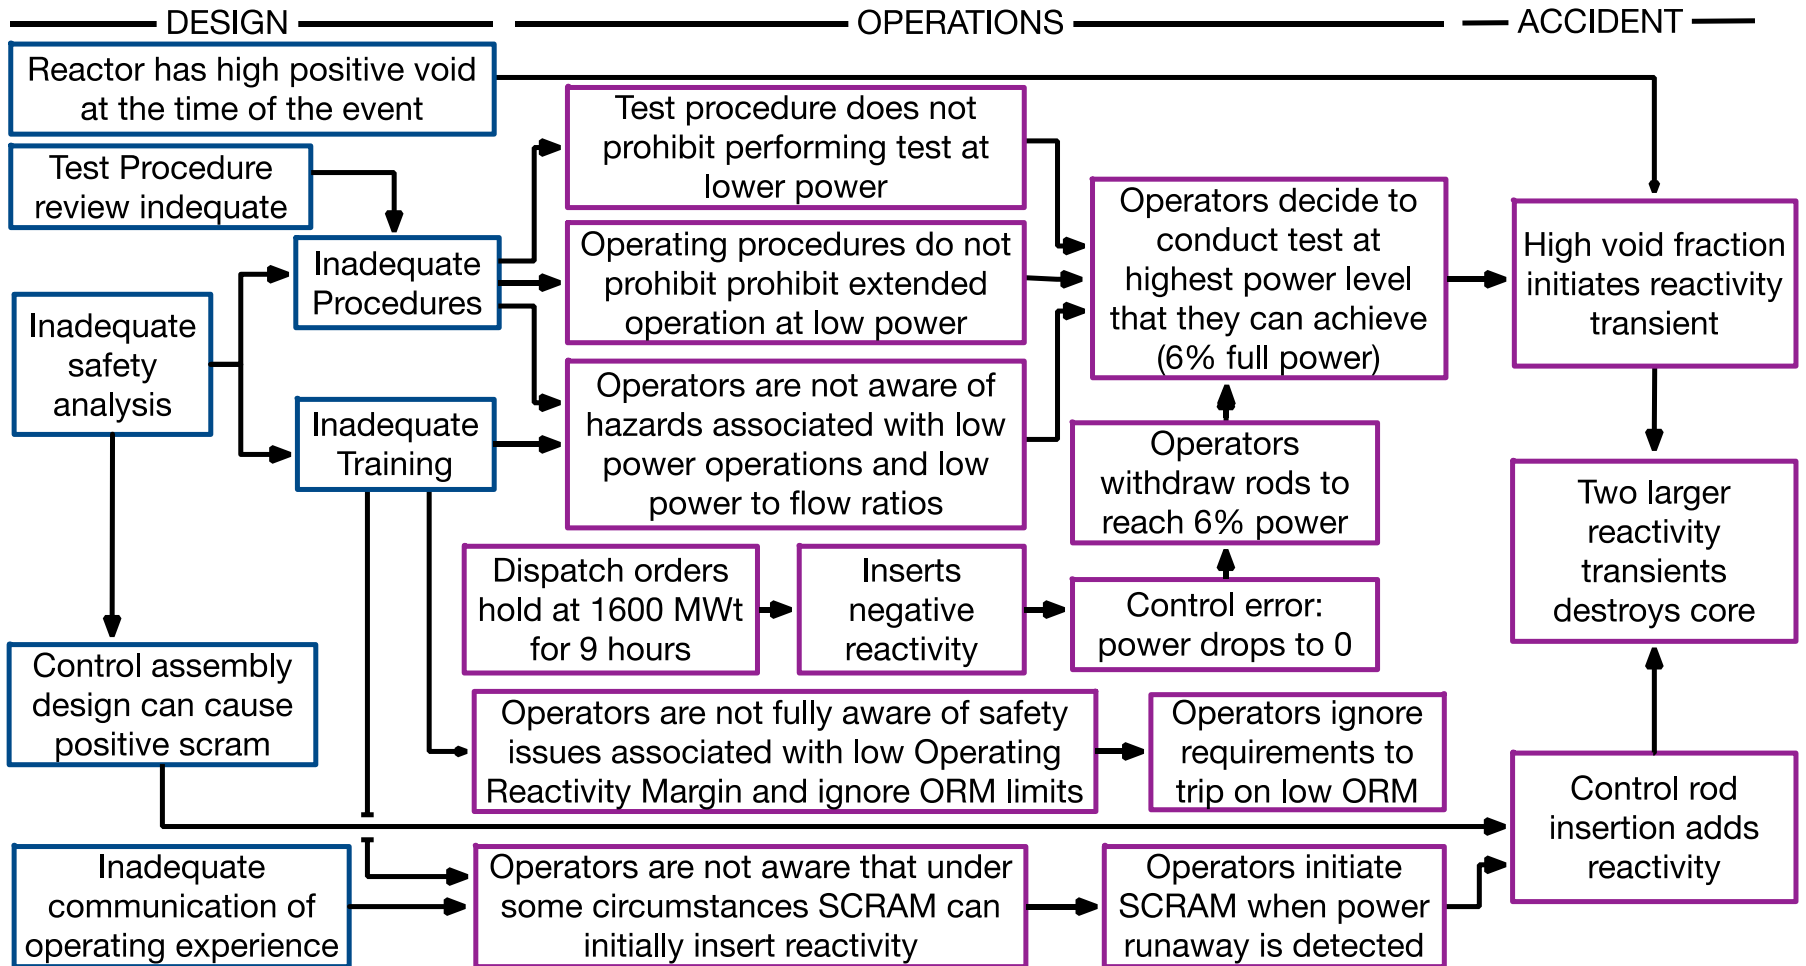 DESIGN
OPERATIONS
ACCIDENT
Reactor has high positive void
at the time of the event
Test Procedure
review indequate
Inadequate
safety
analysis
Inadequate
Procedures
Inadequate
Training
Control assembly
design can cause
positive scram
Inadequate
communication of
operating experience
Test procedure does not
prohibit performing test at
lower power
Operating procedures do not
prohibit prohibit extended
operation at low power
Operators are not aware of
hazards associated with low
power operations and low
power to flow ratios
Operators decide to
conduct test at
highest power level
that they can achieve
(6% full power)
Operators
withdraw rods to
reach 6% power
Dispatch orders
hold at 1600 MWt
for 9 hours
Inserts
negative
reactivity
Control error:
power drops to 0
Operators are not fully aware of safety
issues associated with low Operating
Reactivity Margin and ignore ORM limits
Operators ignore
requirements to
trip on low ORM
Operators are not aware that under
some circumstances SCRAM can
initially insert reactivity
Operators initiate
SCRAM when power
runaway is detected
High void fraction
initiates reactivity
transient
Two larger
reactivity
transients
destroys core
Control rod
insertion adds
reactivity